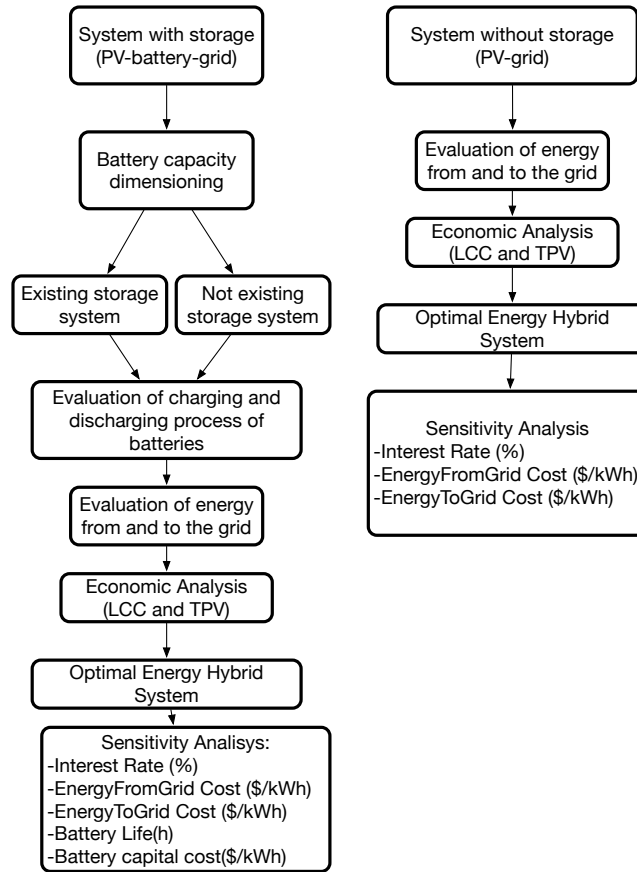 System with storage
(PV-battery-grid)
Battery capacity
dimensioning
Existing storage
system
Not existing
storage system
Evaluation of charging and
discharging process of
batteries
Evaluation of energy
from and to the grid
Economic Analysis
(LCC and TPV)
Optimal Energy Hybrid
System
Sensitivity Analisys:
-Interest Rate (%)
-EnergyFromGrid Cost ($/kWh)
-EnergyToGrid Cost ($/kWh)
-Battery Life(h)
-Battery capital cost($/kWh)
System without storage
(PV-grid)
Evaluation of energy
from and to the grid
Economic Analysis
(LCC and TPV)
Optimal Energy Hybrid
System
Sensitivity Analysis
-Interest Rate (%)
-EnergyFromGrid Cost ($/kWh)
-EnergyToGrid Cost ($/kWh)